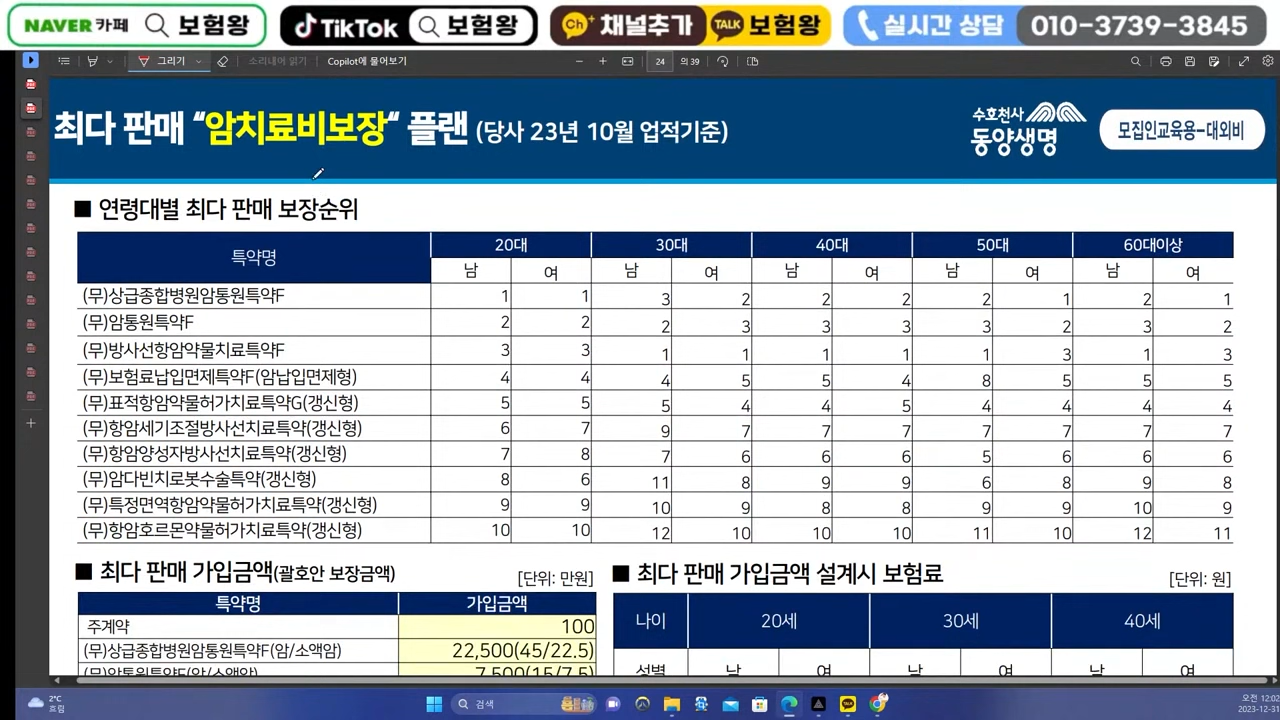 NAVER 카페 보험왕 TikTok 보험왕 Ch+ 채널추가 TALK 보험왕 실시간 상담 010-3739-3845
그리기 소리내어 읽기 Copilot에 물어보기 24 의 39
최다 판매 “암치료비보장“ 플랜 (당사 23년 10월 업적기준)
수호천사
동양생명
모집인교육용-대외비
■ 연령대별 최다 판매 보장순위
특약명 20대 30대 40대 50대 60대이상
남 여 남 여 남 여 남 여 남 여
(무)상급종합병원암통원특약F 1 1 3 2 2 2 2 1 2 1
(무)암통원특약F 2 2 2 3 3 3 3 2 3 2
(무)방사선항암약물치료특약F 3 3 1 1 1 1 1 3 1 3
(무)보험료납입면제특약F(암납입면제형) 4 4 4 5 5 4 8 5 5 5
(무)표적항암약물허가치료특약G(갱신형) 5 5 5 4 4 5 4 4 4 4
(무)항암세기조절방사선치료특약(갱신형) 6 7 9 7 7 7 7 7 7 7
(무)항암양성자방사선치료특약(갱신형) 7 8 7 6 6 6 5 6 6 6
(무)암다빈치로봇수술특약(갱신형) 8 6 11 8 9 9 6 8 9 8
(무)특정면역항암약물허가치료특약(갱신형) 9 9 10 9 8 8 9 9 10 9
(무)항암호르몬약물허가치료특약(갱신형) 10 10 12 10 10 10 11 10 12 11
■ 최다 판매 가입금액(괄호안 보장금액) [단위: 만원]
특약명 가입금액
주계약 100
(무)상급종합병원암통원특약F(암/소액암) 22,500(45/22.5)
(무)암통원특약F(암/소액암) 7,500(15/7.5)
■ 최다 판매 가입금액 설계시 보험료 [단위: 원]
나이 20세 30세 40세
성별 남 여 남 여 남 여
2°C
흐림
검색
오전 12:02
2023-12-31